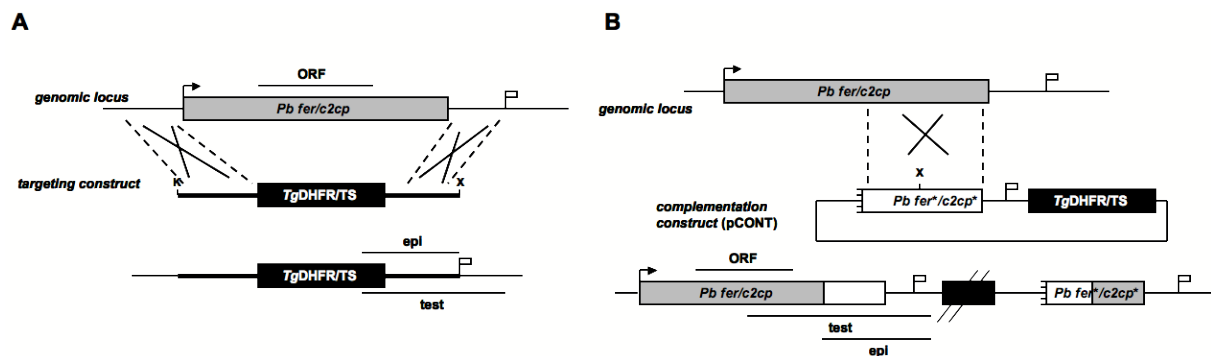 A
ORF
genomic locus
Pb fer/c2cp
K
x
targeting construct
TgDHFR/TS
epi
TgDHFR/TS
test
B
Pb fer/c2cp
genomic locus
x
Pb fer*/c2cp*
TgDHFR/TS
complementation
construct (pCONT)
ORF
Pb fer/c2cp
Pb fer*/c2cp*
test
epi